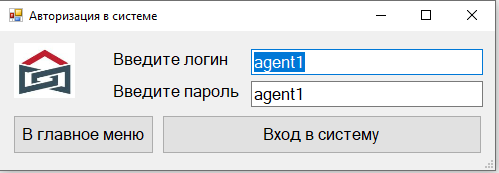 Авторизация в системе
Введите логин agent1
Введите пароль agent1
В главное меню Вход в систему